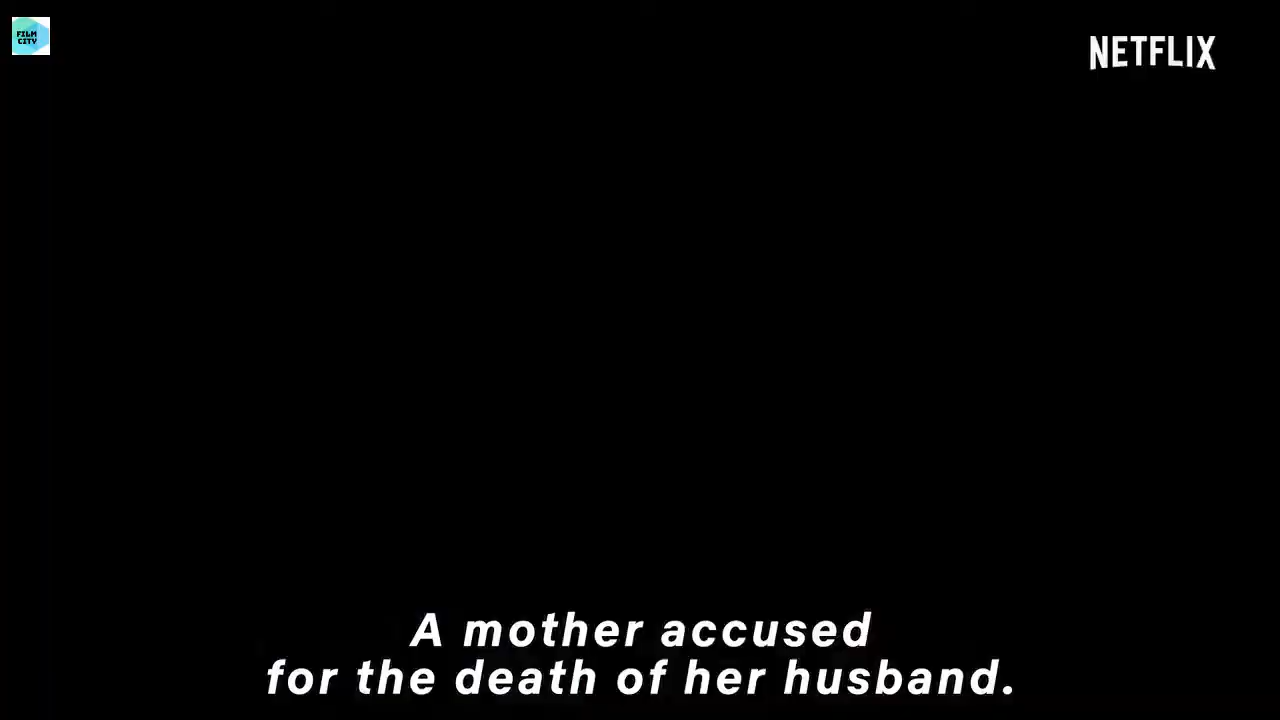 FILM
CITY
NETFLIX
A mother accused
for the death of her husband.